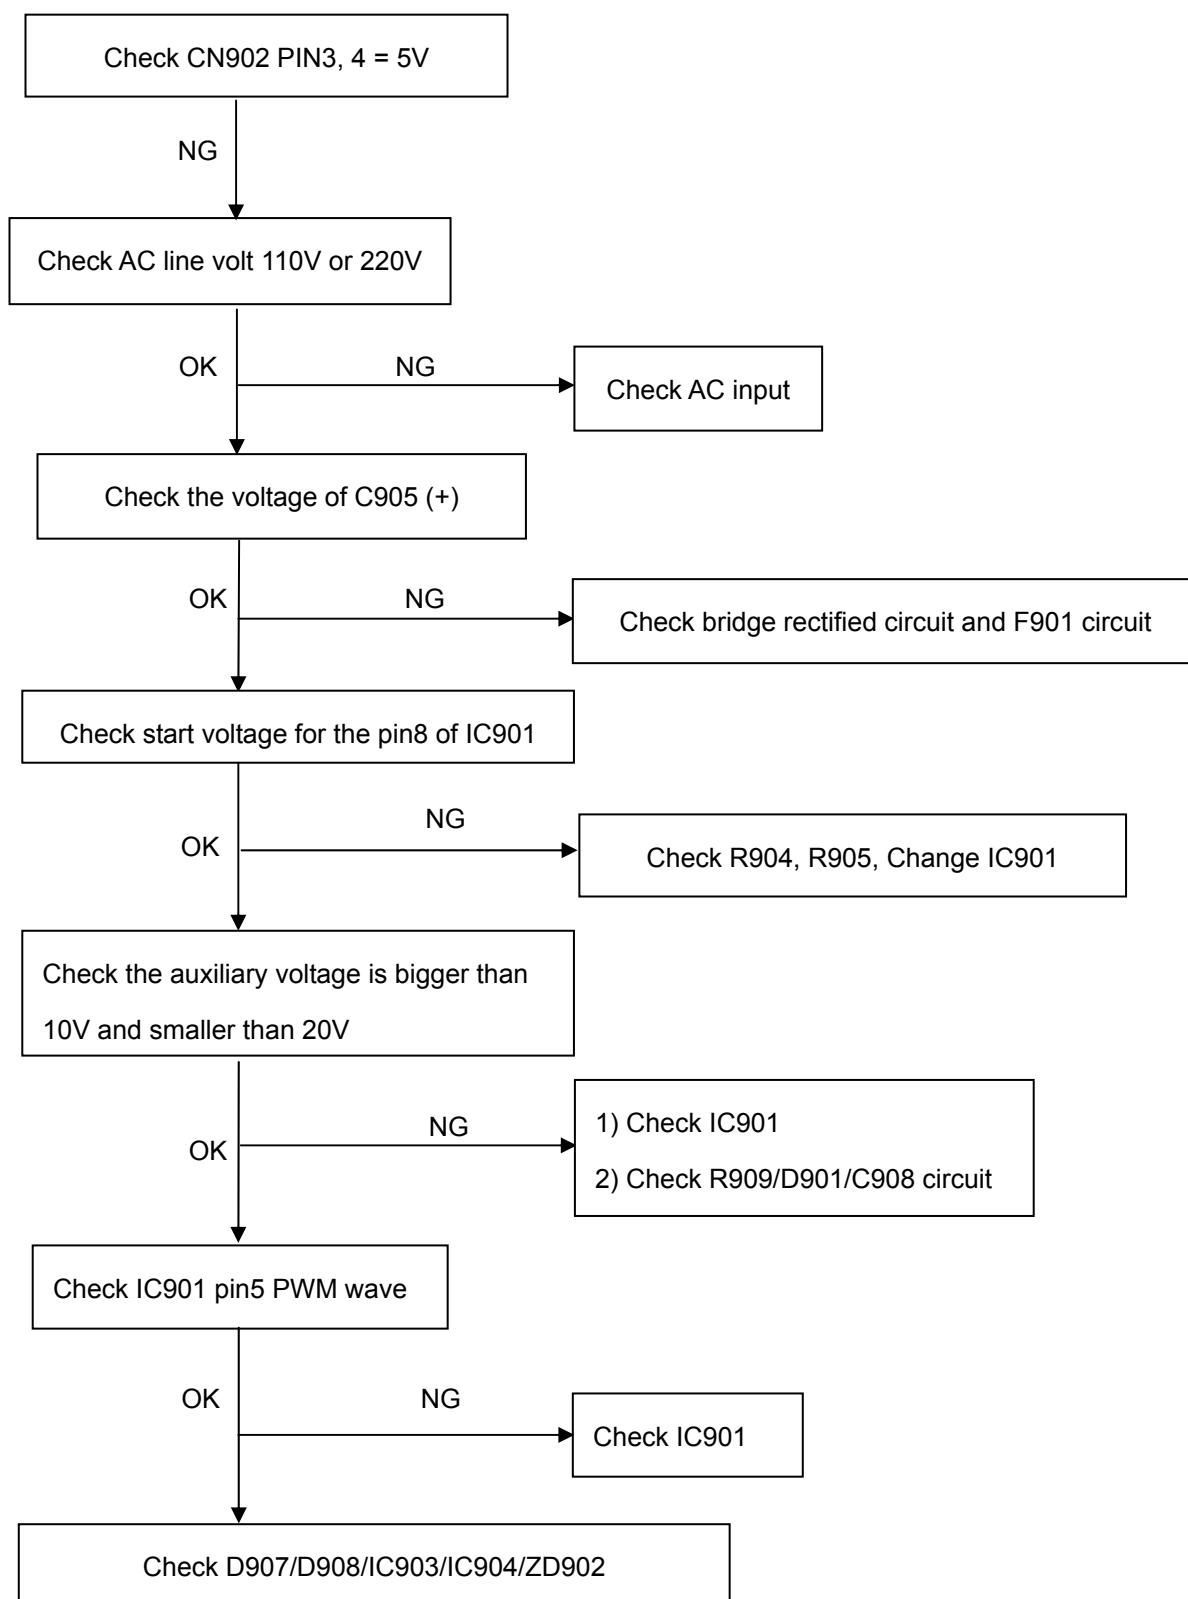 Check CN902 PIN3, 4 = 5V
NG
Check AC line volt 110V or 220V
OK
NG
Check AC input
Check the voltage of C905 (+)
OK
NG
Check bridge rectified circuit and F901 circuit
Check start voltage for the pin8 of IC901
NG
OK
Check R904, R905, Change IC901
Check the auxiliary voltage is bigger than
10V and smaller than 20V
NG
OK
1) Check IC901
2) Check R909/D901/C908 circuit
Check IC901 pin5 PWM wave
OK
NG
Check IC901
Check D907/D908/IC903/IC904/ZD902